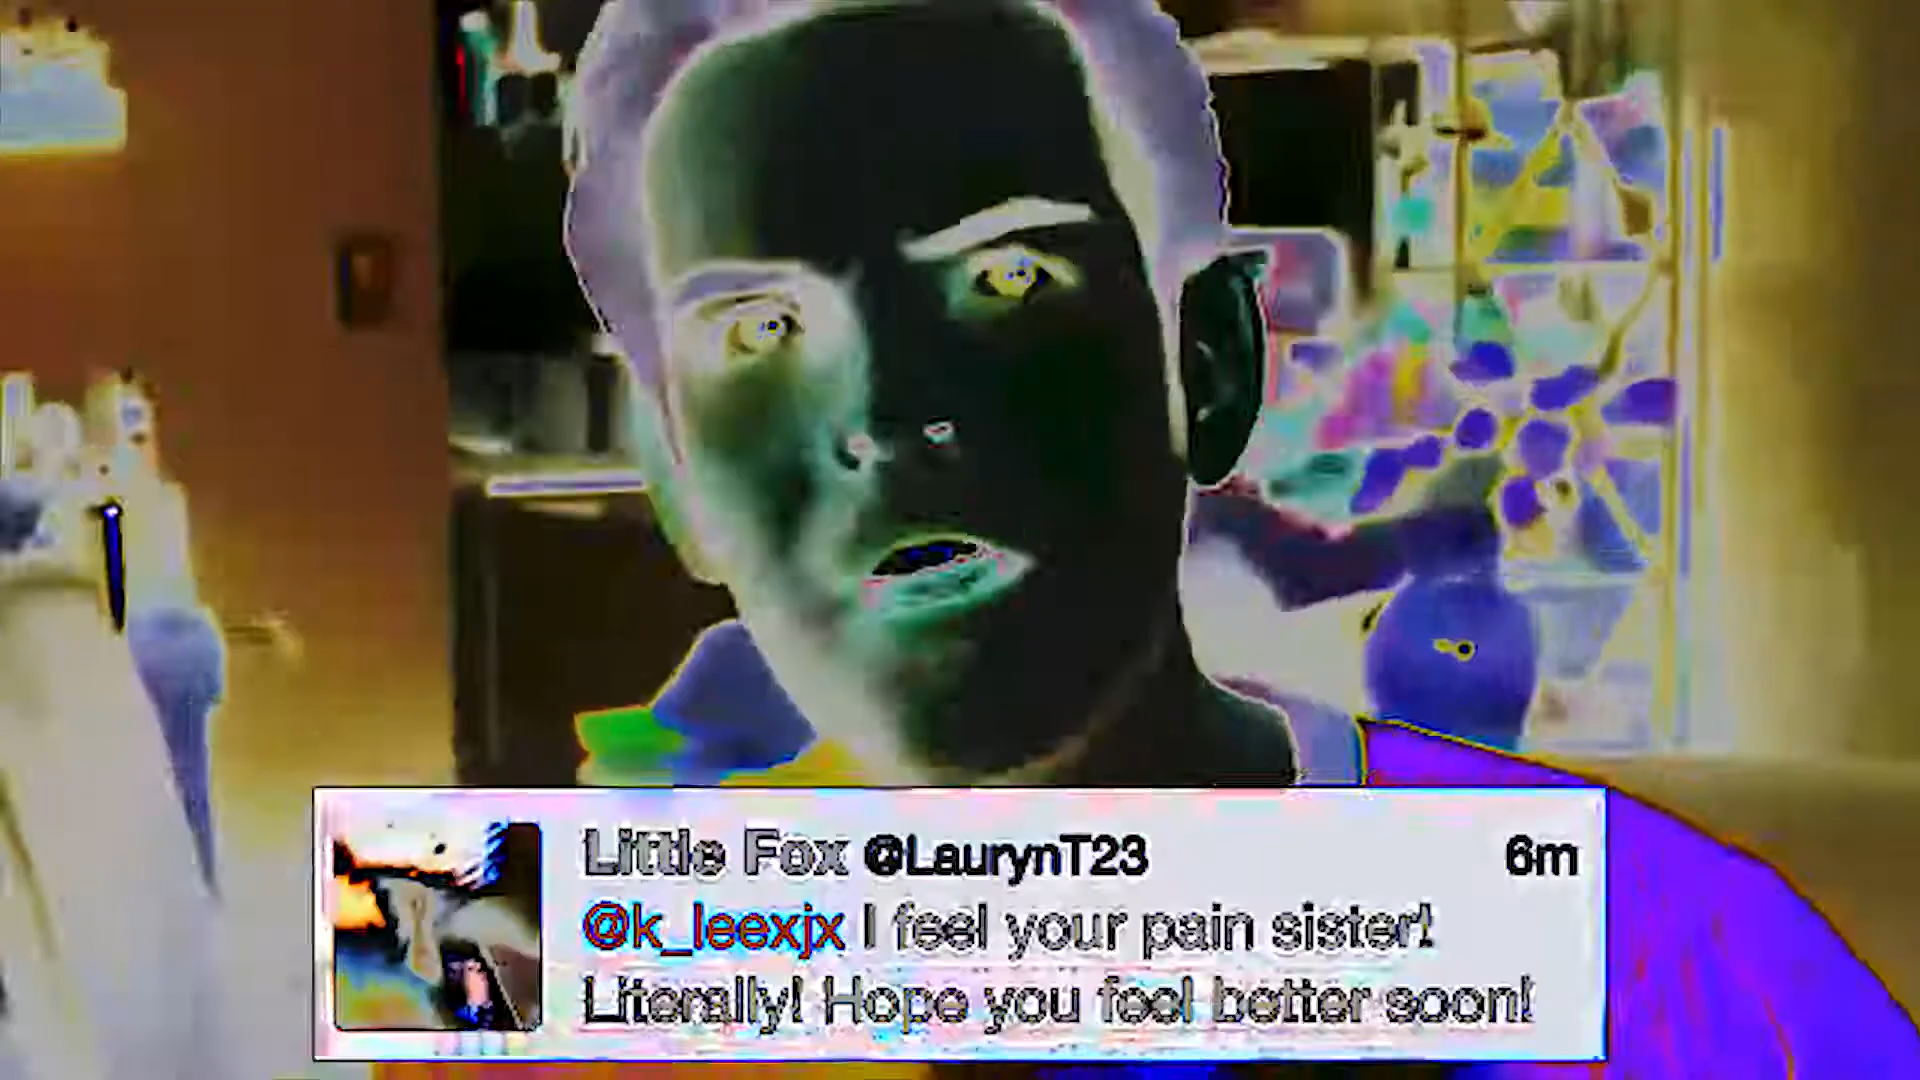 Little Fox @LaurynT23 6m
@k_leexjx I feel your pain sister!
Literally! Hope you feel better soon!